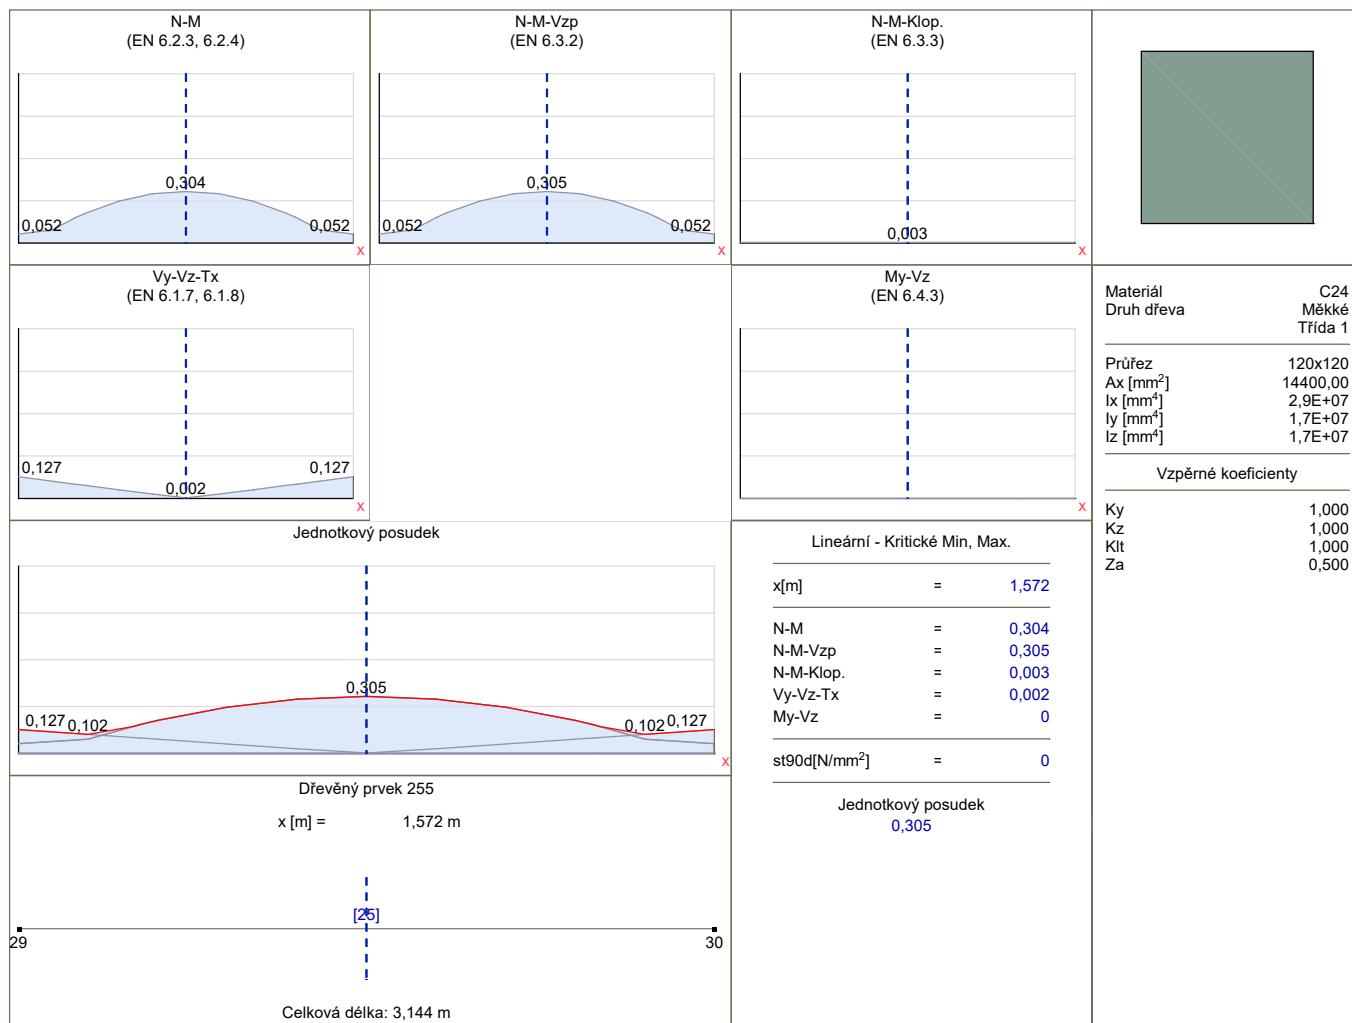 N-M
(EN 6.2.3, 6.2.4)
0,304
0,052
0,052
x
N-M-Vzp
(EN 6.3.2)
0,305
0,052
0,052
x
N-M-Klop.
(EN 6.3.3)
0,003
x
Vy-Vz-Tx
(EN 6.1.7, 6.1.8)
0,127
0,127
0,002
x
My-Vz
(EN 6.4.3)
x
Materiál C24
Druh dřeva Měkké
Třída 1
Průřez 120x120
Ax [mm²] 14400,00
Ix [mm⁴] 2,9E+07
Iy [mm⁴] 1,7E+07
Iz [mm⁴] 1,7E+07
Vzpěrné koeficienty
Ky 1,000
Kz 1,000
Klt 1,000
Za 0,500
Jednotkový posudek
0,305
0,127 0,102
0,102 0,127
x
Lineární - Kritické Min, Max.
x[m] = 1,572
N-M = 0,304
N-M-Vzp = 0,305
N-M-Klop. = 0,003
Vy-Vz-Tx = 0,002
My-Vz = 0
st90d[N/mm²] = 0
Jednotkový posudek
0,305
Dřevěný prvek 255
x [m] = 1,572 m
[25]
29
30
Celková délka: 3,144 m